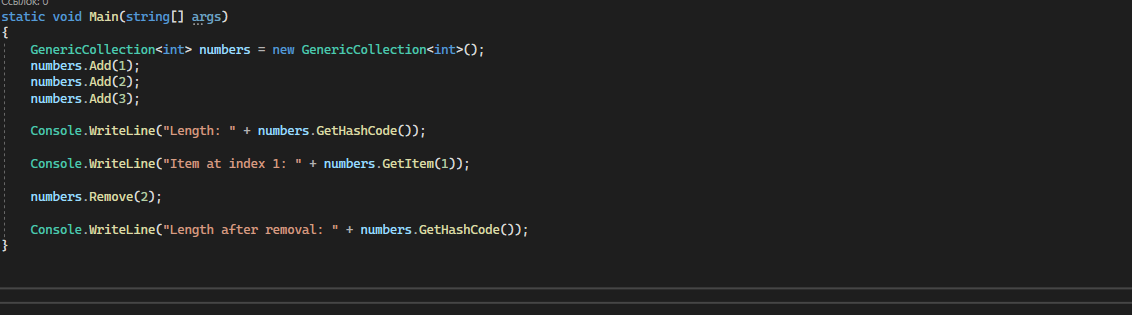 Ссылок: 0
static void Main(string[] args)
{
GenericCollection<int> numbers = new GenericCollection<int>();
numbers.Add(1);
numbers.Add(2);
numbers.Add(3);
Console.WriteLine("Length: " + numbers.GetHashCode());
Console.WriteLine("Item at index 1: " + numbers.GetItem(1));
numbers.Remove(2);
Console.WriteLine("Length after removal: " + numbers.GetHashCode());
}